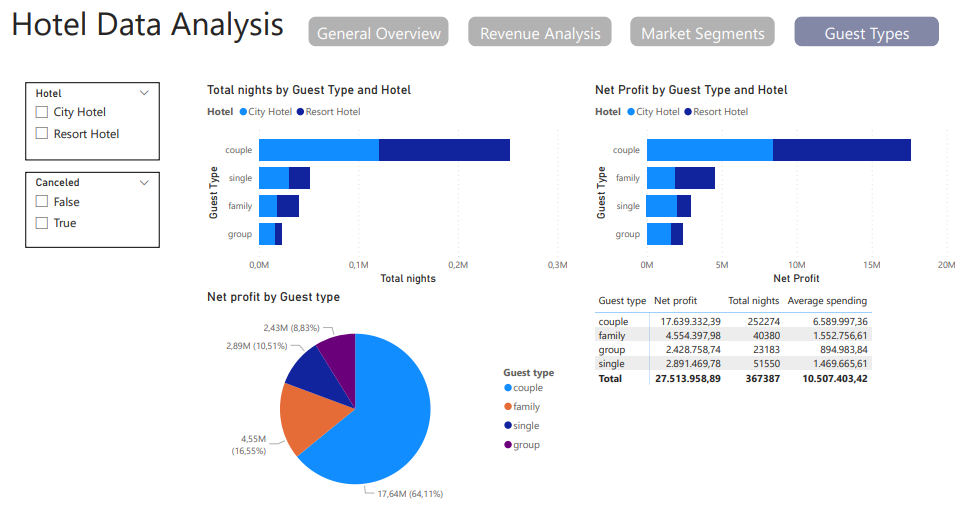 Hotel Data Analysis
General Overview
Revenue Analysis
Market Segments
Guest Types
Hotel
City Hotel
Resort Hotel
Canceled
False
True
Total nights by Guest Type and Hotel
Hotel City Hotel Resort Hotel
Guest Type
couple
single
family
group
0,0M 0,1M 0,2M 0,3M
Total nights
Net Profit by Guest Type and Hotel
Hotel City Hotel Resort Hotel
Guest Type
couple
family
single
group
0M 5M 10M 15M 20M
Net Profit
Net profit by Guest type
2,43M (8,83%)
2,89M (10,51%)
4,55M
(16,55%)
17,64M (64,11%)
Guest type
couple
family
single
group
Guest type Net profit Total nights Average spending
couple 17.639.332,39 252274 6.589.997,36
family 4.554.397,98 40380 1.552.756,61
group 2.428.758,74 23183 894.983,84
single 2.891.469,78 51550 1.469.665,61
Total 27.513.958,89 367387 10.507.403,42